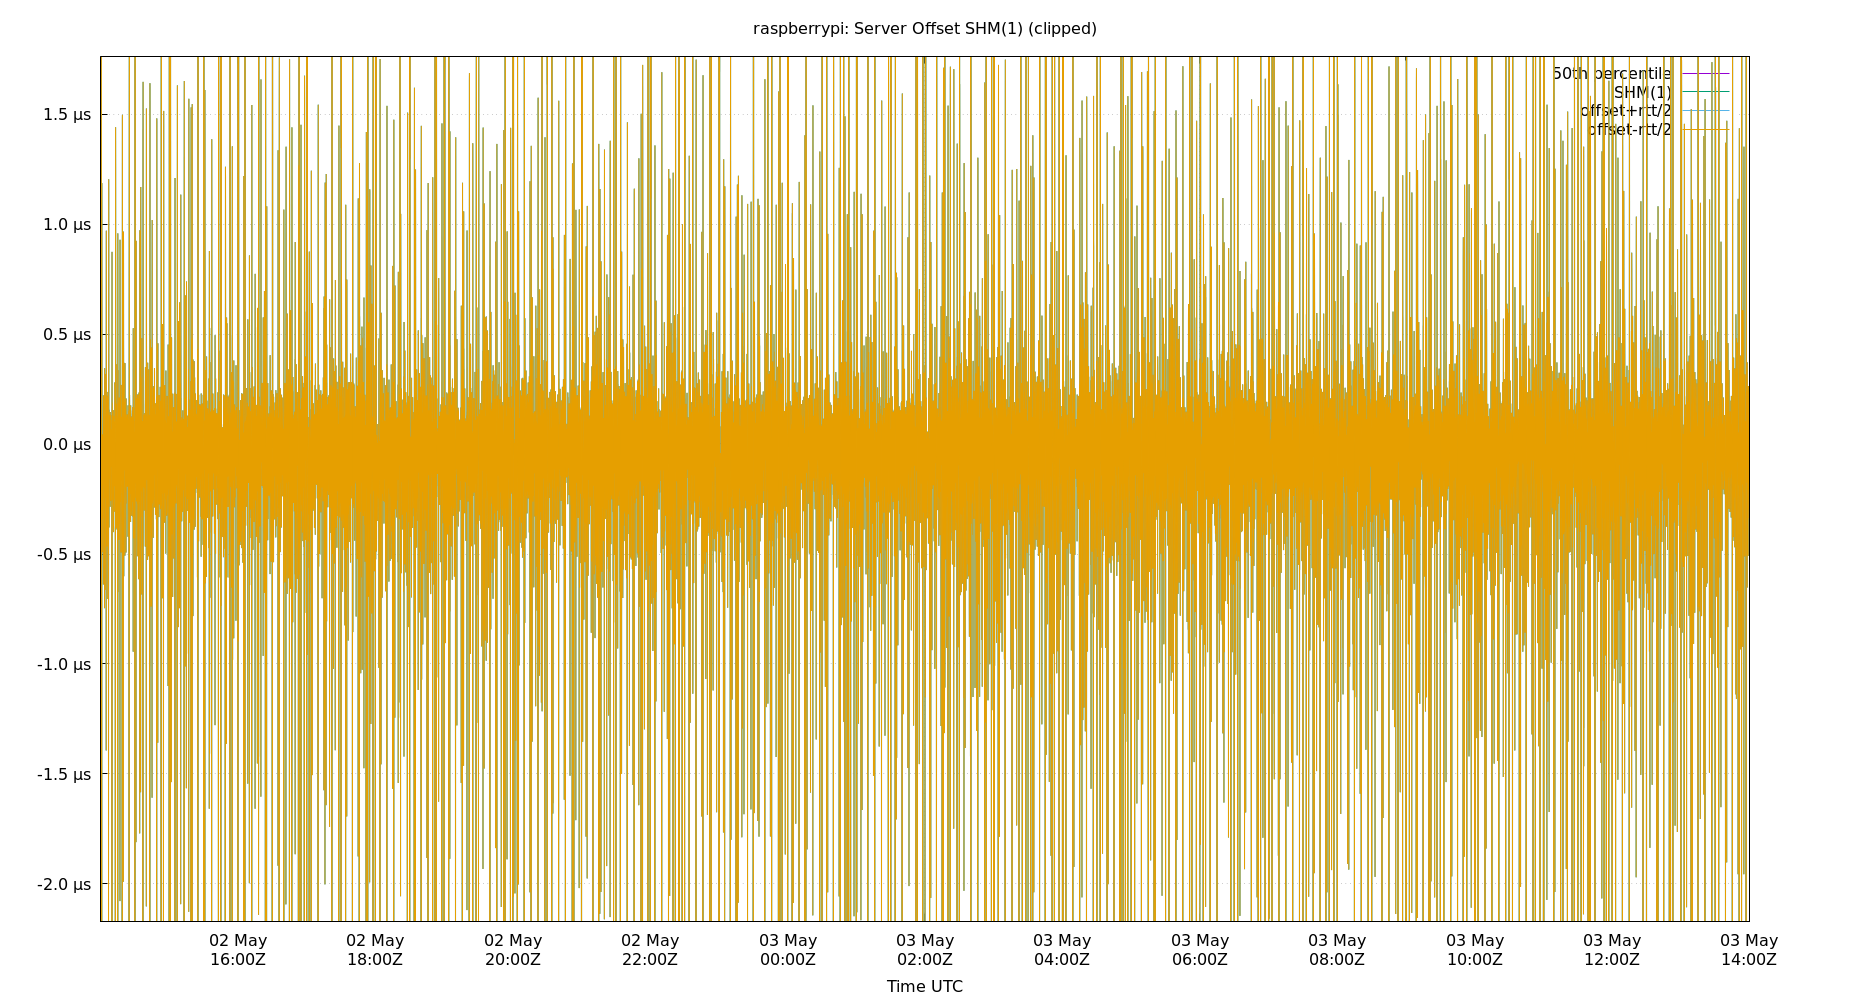 raspberrypi: Server Offset SHM(1) (clipped)
50th percentile
SHM(1)
offset+rtt/2
offset-rtt/2
1.5 µs
1.0 µs
0.5 µs
0.0 µs
-0.5 µs
-1.0 µs
-1.5 µs
-2.0 µs
02 May 02 May 02 May 02 May 03 May 03 May 03 May 03 May 03 May 03 May 03 May 03 May
16:00Z 18:00Z 20:00Z 22:00Z 00:00Z 02:00Z 04:00Z 06:00Z 08:00Z 10:00Z 12:00Z 14:00Z
Time UTC